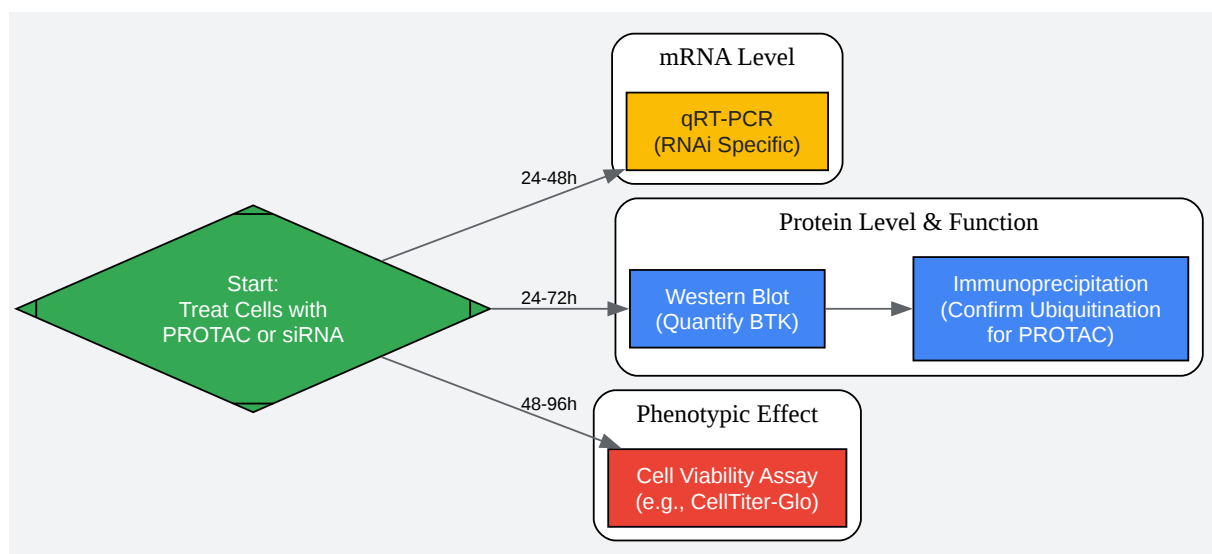 mRNA Level
qRT-PCR
(RNAi Specific)
24-48h
Protein Level & Function
Start:
Treat Cells with
PROTAC or siRNA
24-72h
Western Blot
(Quantify BTK)
Immunoprecipitation
(Confirm Ubiquitination
for PROTAC)
48-96h
Phenotypic Effect
Cell Viability Assay
(e.g., CellTiter-Glo)